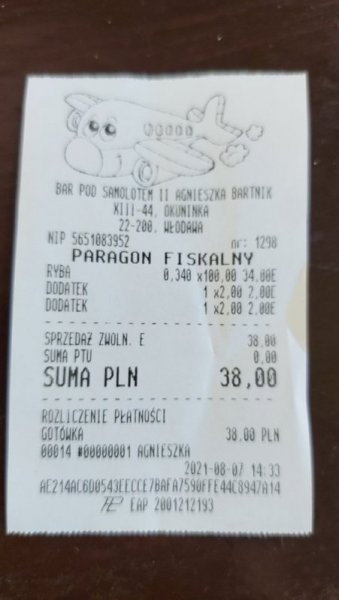 BAR POD SAMOLOTEM II AGNIESZKA BARTNIK
XIII-44, OKUNINKA
22-200, WŁODAWA
NIP 5651083952 nr: 1298
PARAGON FISKALNY
RYBA 0,340 x100,00 34,00E
DODATEK 1 x2,00 2,00E
DODATEK 1 x2,00 2,00E
SPRZEDAŻ ZWOLN. E 38,00
SUMA PTU 0,00
SUMA PLN 38,00
ROZLICZENIE PŁATNOŚCI
GOTÓWKA 38,00 PLN
00014 #00000001 AGNIESZKA
2021-08-07 14:33
AE214AC6D0543EECCE7BAFA7590FFE44C8947A14
EAP 2001212193